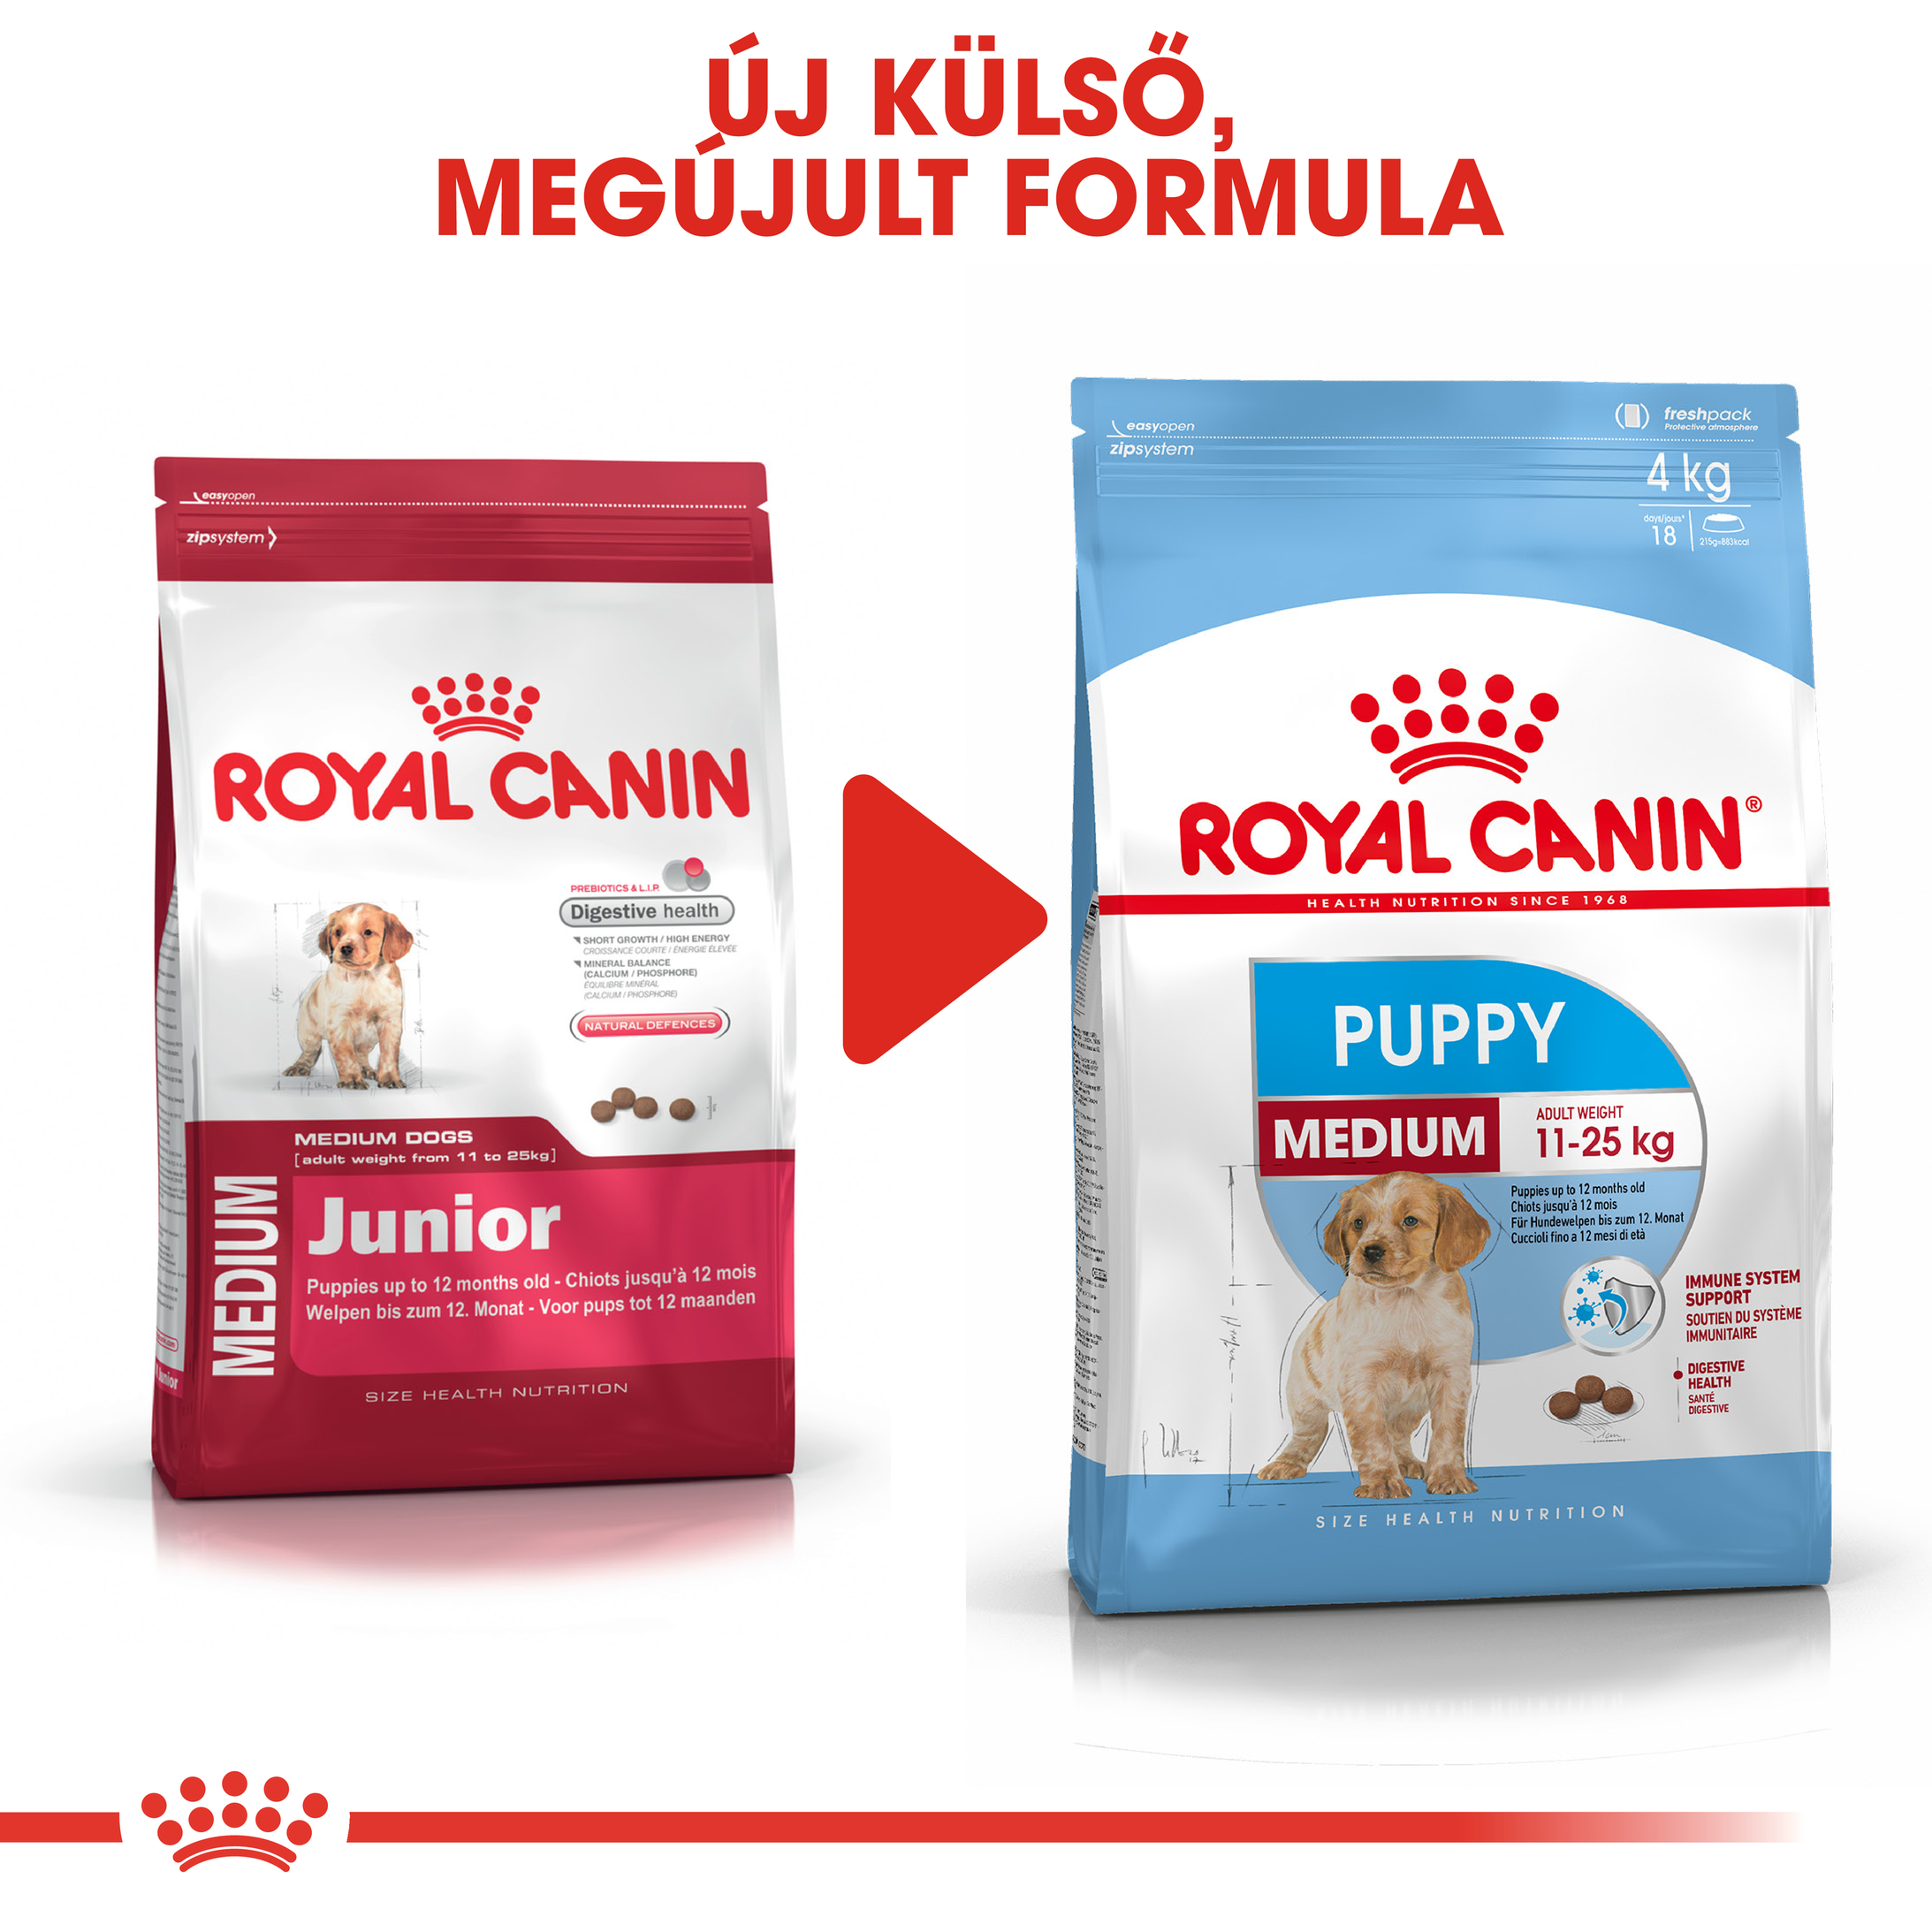 ÚJ KÜLSŐ,
MEGÚJULT FORMULA
easyopen
zipsystem
ROYAL CANIN
PREBIOTICS & L.I.P.
Digestive health
SHORT GROWTH / HIGH ENERGY
CROISSANCE COURTE / ÉNERGIE ÉLEVÉE
MINERAL BALANCE
(CALCIUM / PHOSPHORE)
ÉQUILIBRE MINÉRAL
(CALCIUM / PHOSPHORE)
NATURAL DEFENCES
MEDIUM DOGS
[adult weight from 11 to 25kg]
MEDIUM
Junior
Puppies up to 12 months old - Chiots jusqu'à 12 mois
Welpen bis zum 12. Monat - Voor pups tot 12 maanden
SIZE HEALTH NUTRITION
Junior
easyopen
zipsystem
freshpack
Protective atmosphere
4 kg
days/jours*
18
215g=883kcal
ROYAL CANIN®
HEALTH NUTRITION SINCE 1968
PUPPY
MEDIUM
ADULT WEIGHT
11-25 kg
Puppies up to 12 months old
Chiots jusqu'à 12 mois
Für Hundewelpen bis zum 12. Monat
Cuccioli fino a 12 mesi di età
IMMUNE SYSTEM
SUPPORT
SOUTIEN DU SYSTÈME
IMMUNITAIRE
DIGESTIVE
HEALTH
SANTÉ
DIGESTIVE
1cm
SIZE HEALTH NUTRITION